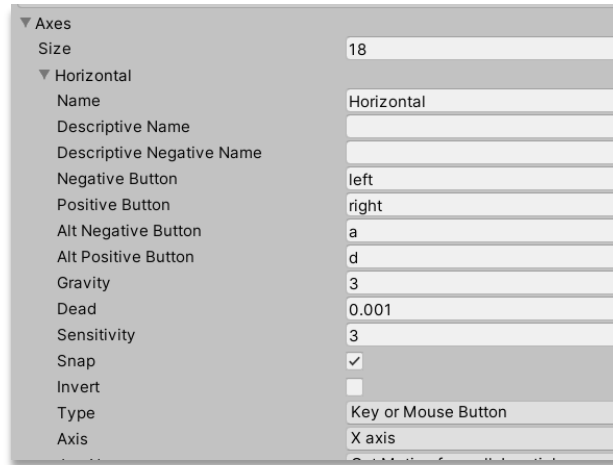 Axes
Size 18
Horizontal
Name Horizontal
Descriptive Name
Descriptive Negative Name
Negative Button left
Positive Button right
Alt Negative Button a
Alt Positive Button d
Gravity 3
Dead 0.001
Sensitivity 3
Snap
Invert
Type Key or Mouse Button
Axis X axis